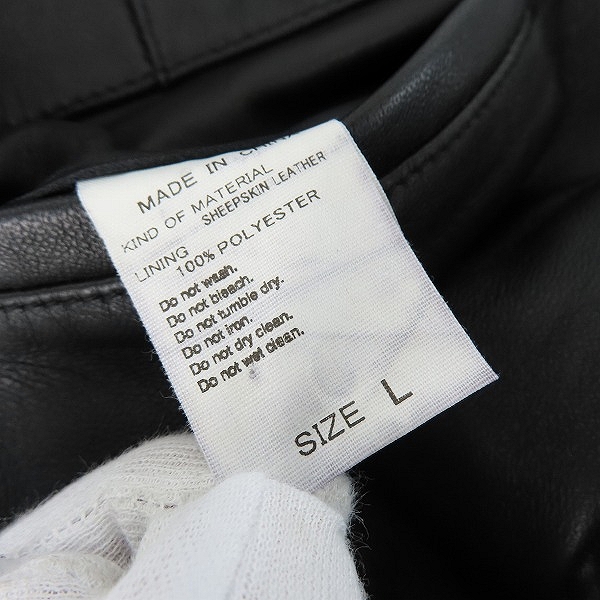 MADE IN CHINA
KIND OF MATERIAL
SHEEPSKIN LEATHER
LINING
100% POLYESTER
Do not wash.
Do not bleach.
Do not tumble dry.
Do not iron.
Do not dry clean.
Do not wet clean.
SIZE L